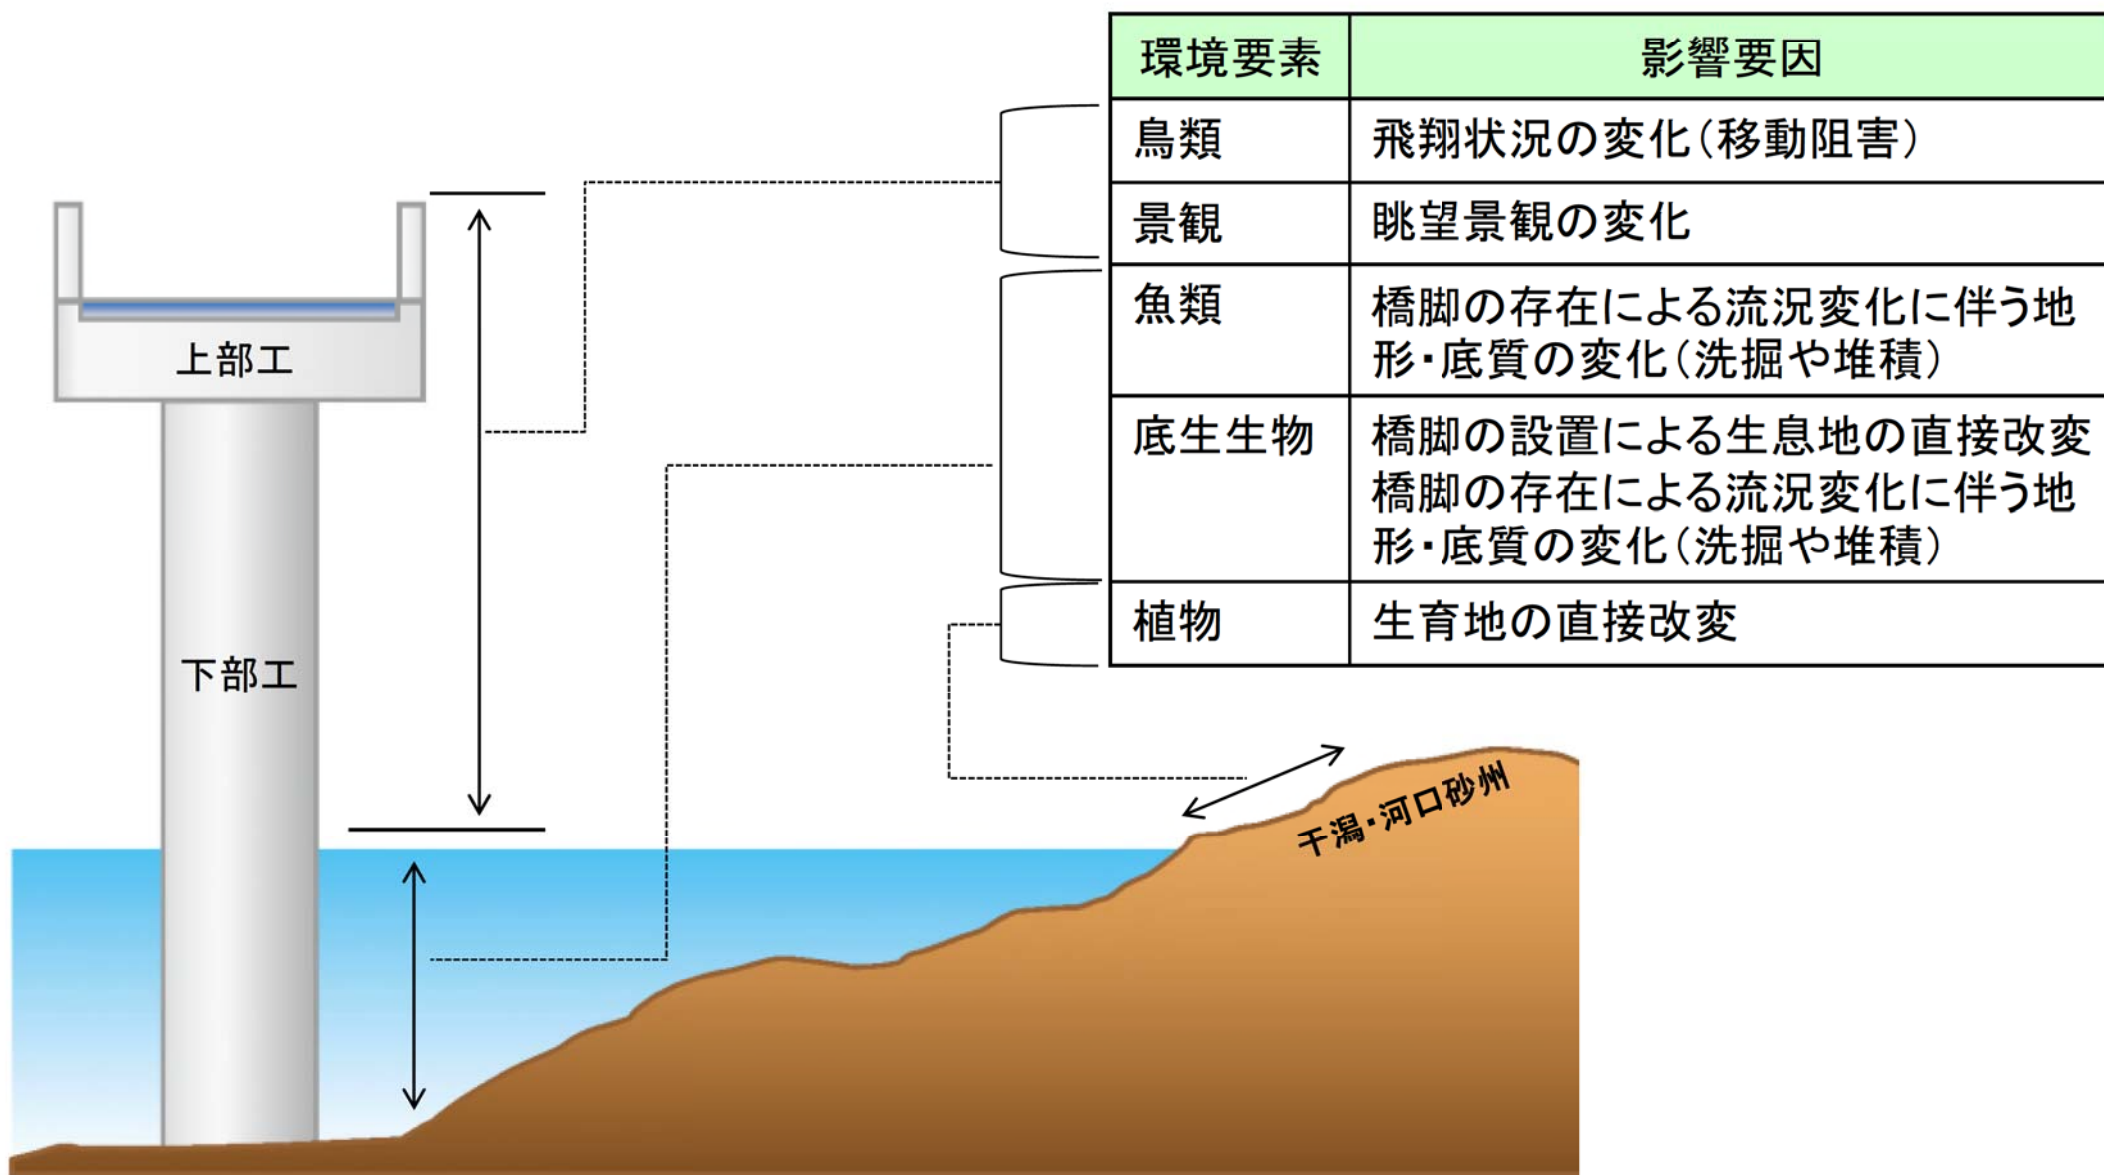 環境要素 影響要因
鳥類 飛翔状況の変化(移動阻害)
景観 眺望景観の変化
魚類 橋脚の存在による流況変化に伴う地
形・底質の変化(洗掘や堆積)
底生生物 橋脚の設置による生息地の直接改変
橋脚の存在による流況変化に伴う地
形・底質の変化(洗掘や堆積)
植物 生育地の直接改変
上部工
下部工
干潟・河口砂州